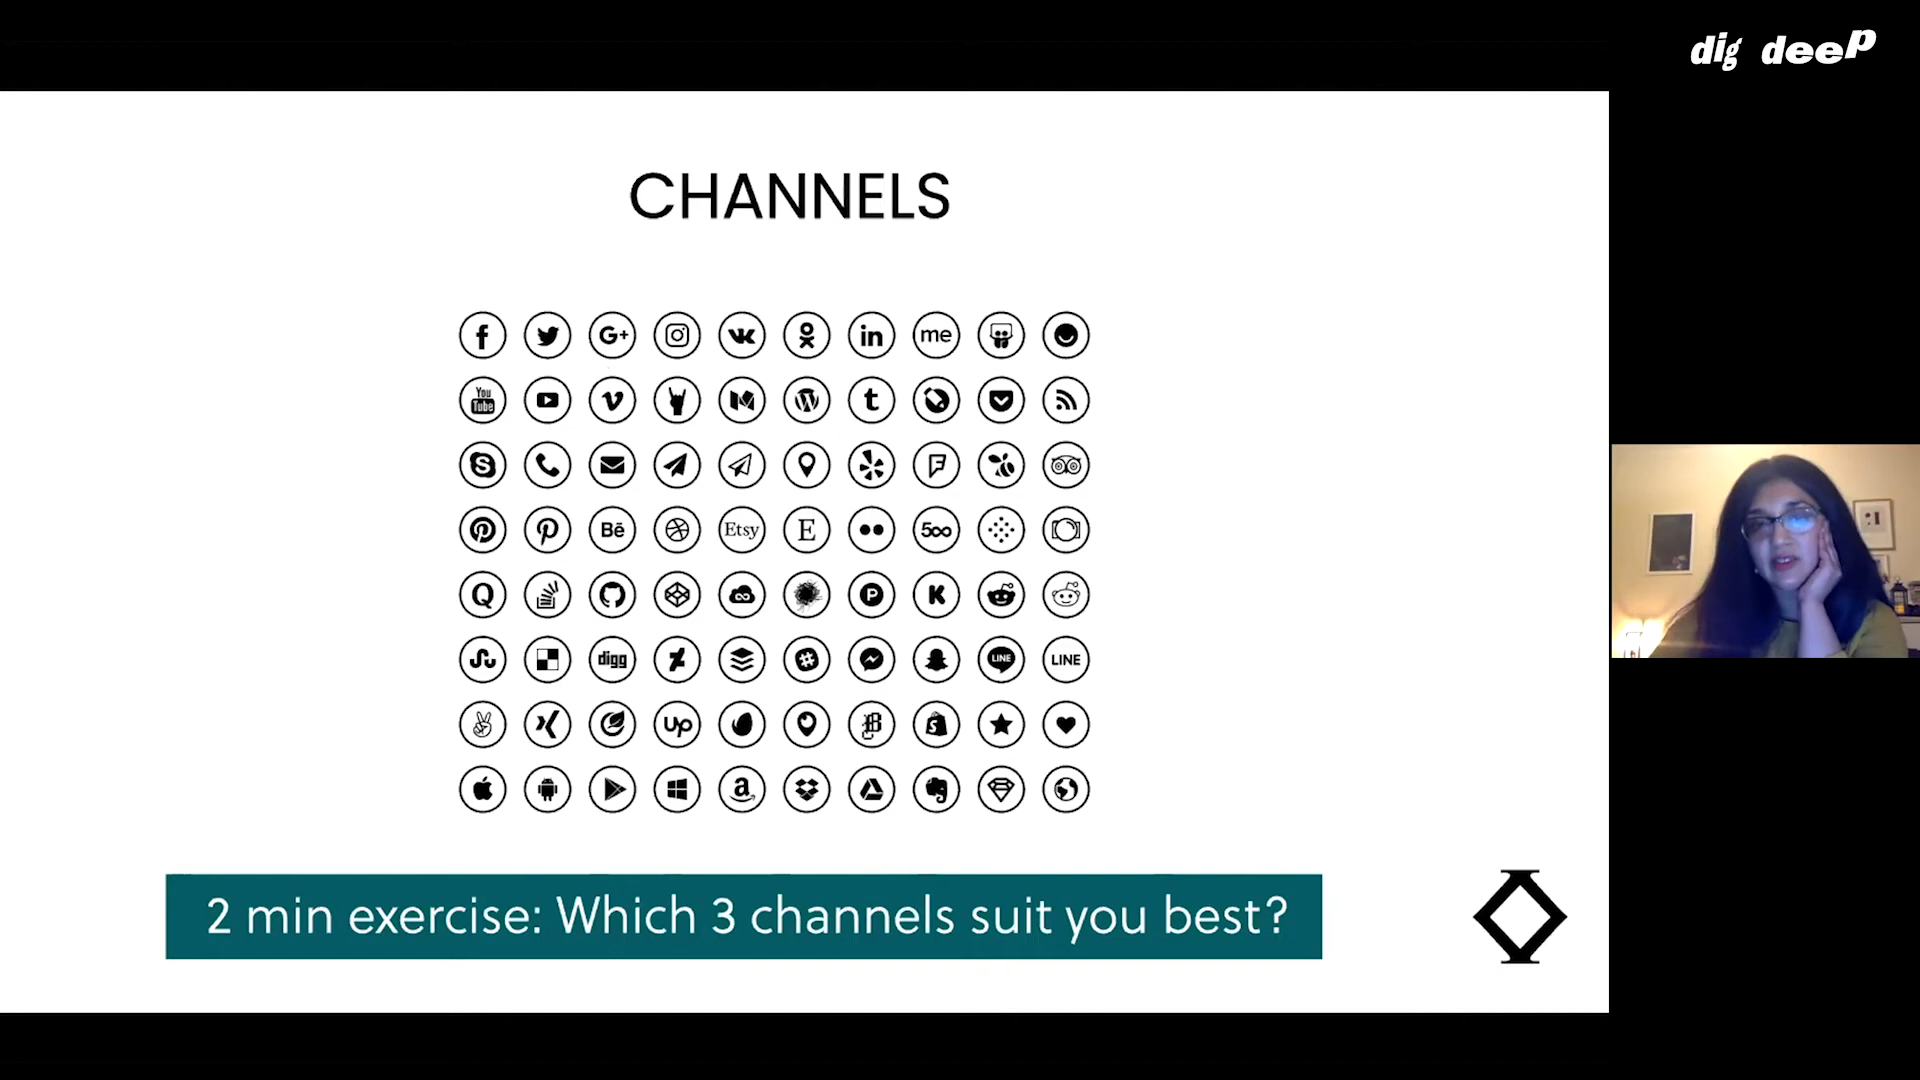 dig deep
CHANNELS
f G+ VK in me
You Tube t
S
Bē Etsy E 500
Q P K
digg LINE LINE
up B S
a
2 min exercise: Which 3 channels suit you best?